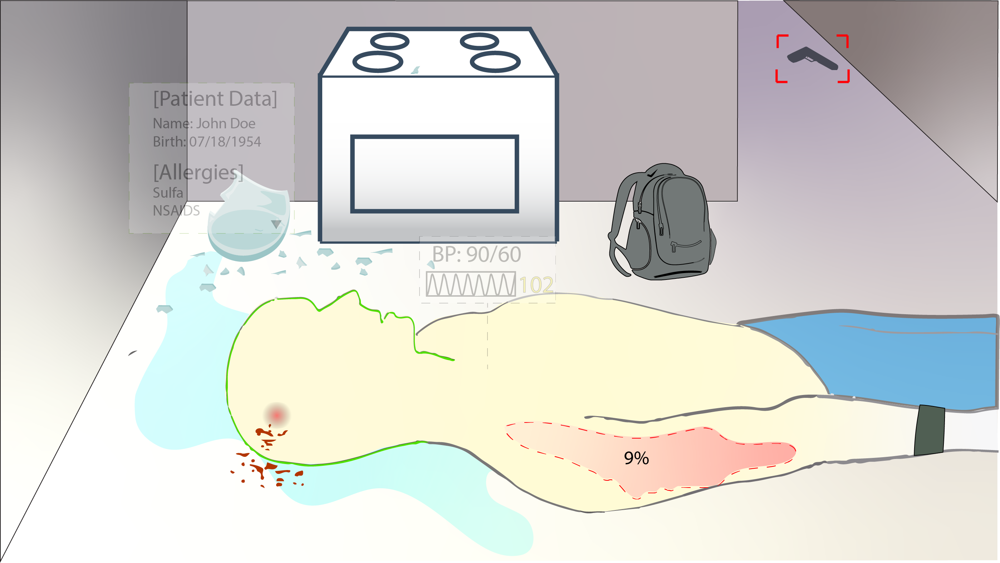 [Patient Data]
Name: John Doe
Birth: 07/18/1954
[Allergies]
Sulfa
NSAIDS
BP: 90/60
102
9%